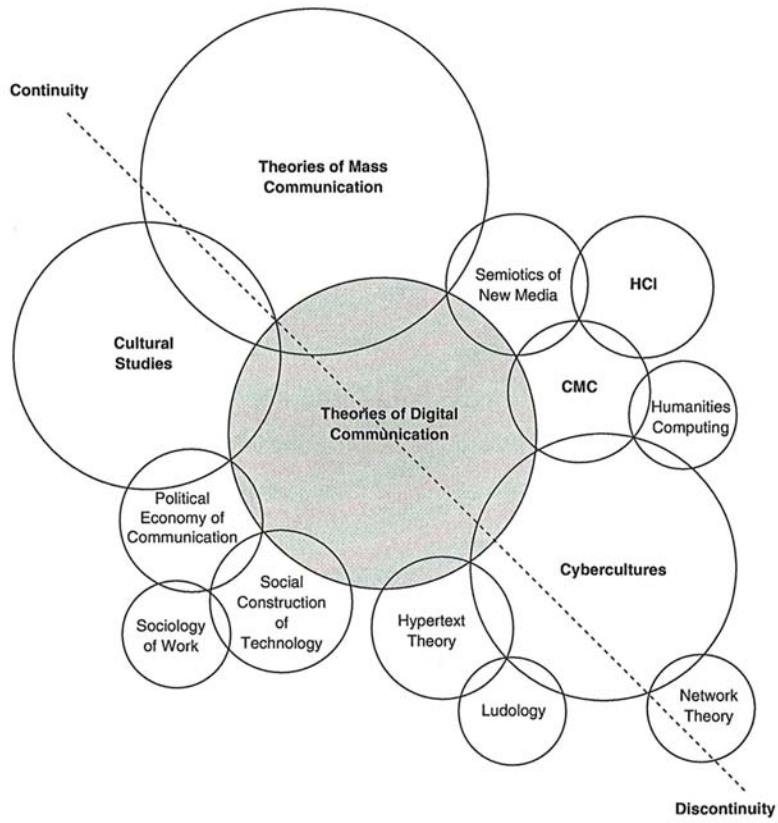 Continuity
Theories of Mass
Communication
Semiotics of
New Media
HCI
Cultural
Studies
CMC
Humanities
Computing
Theories of Digital
Communication
Political
Economy of
Communication
Cybercultures
Social
Construction
of
Technology
Sociology
of Work
Hypertext
Theory
Ludology
Network
Theory
Discontinuity